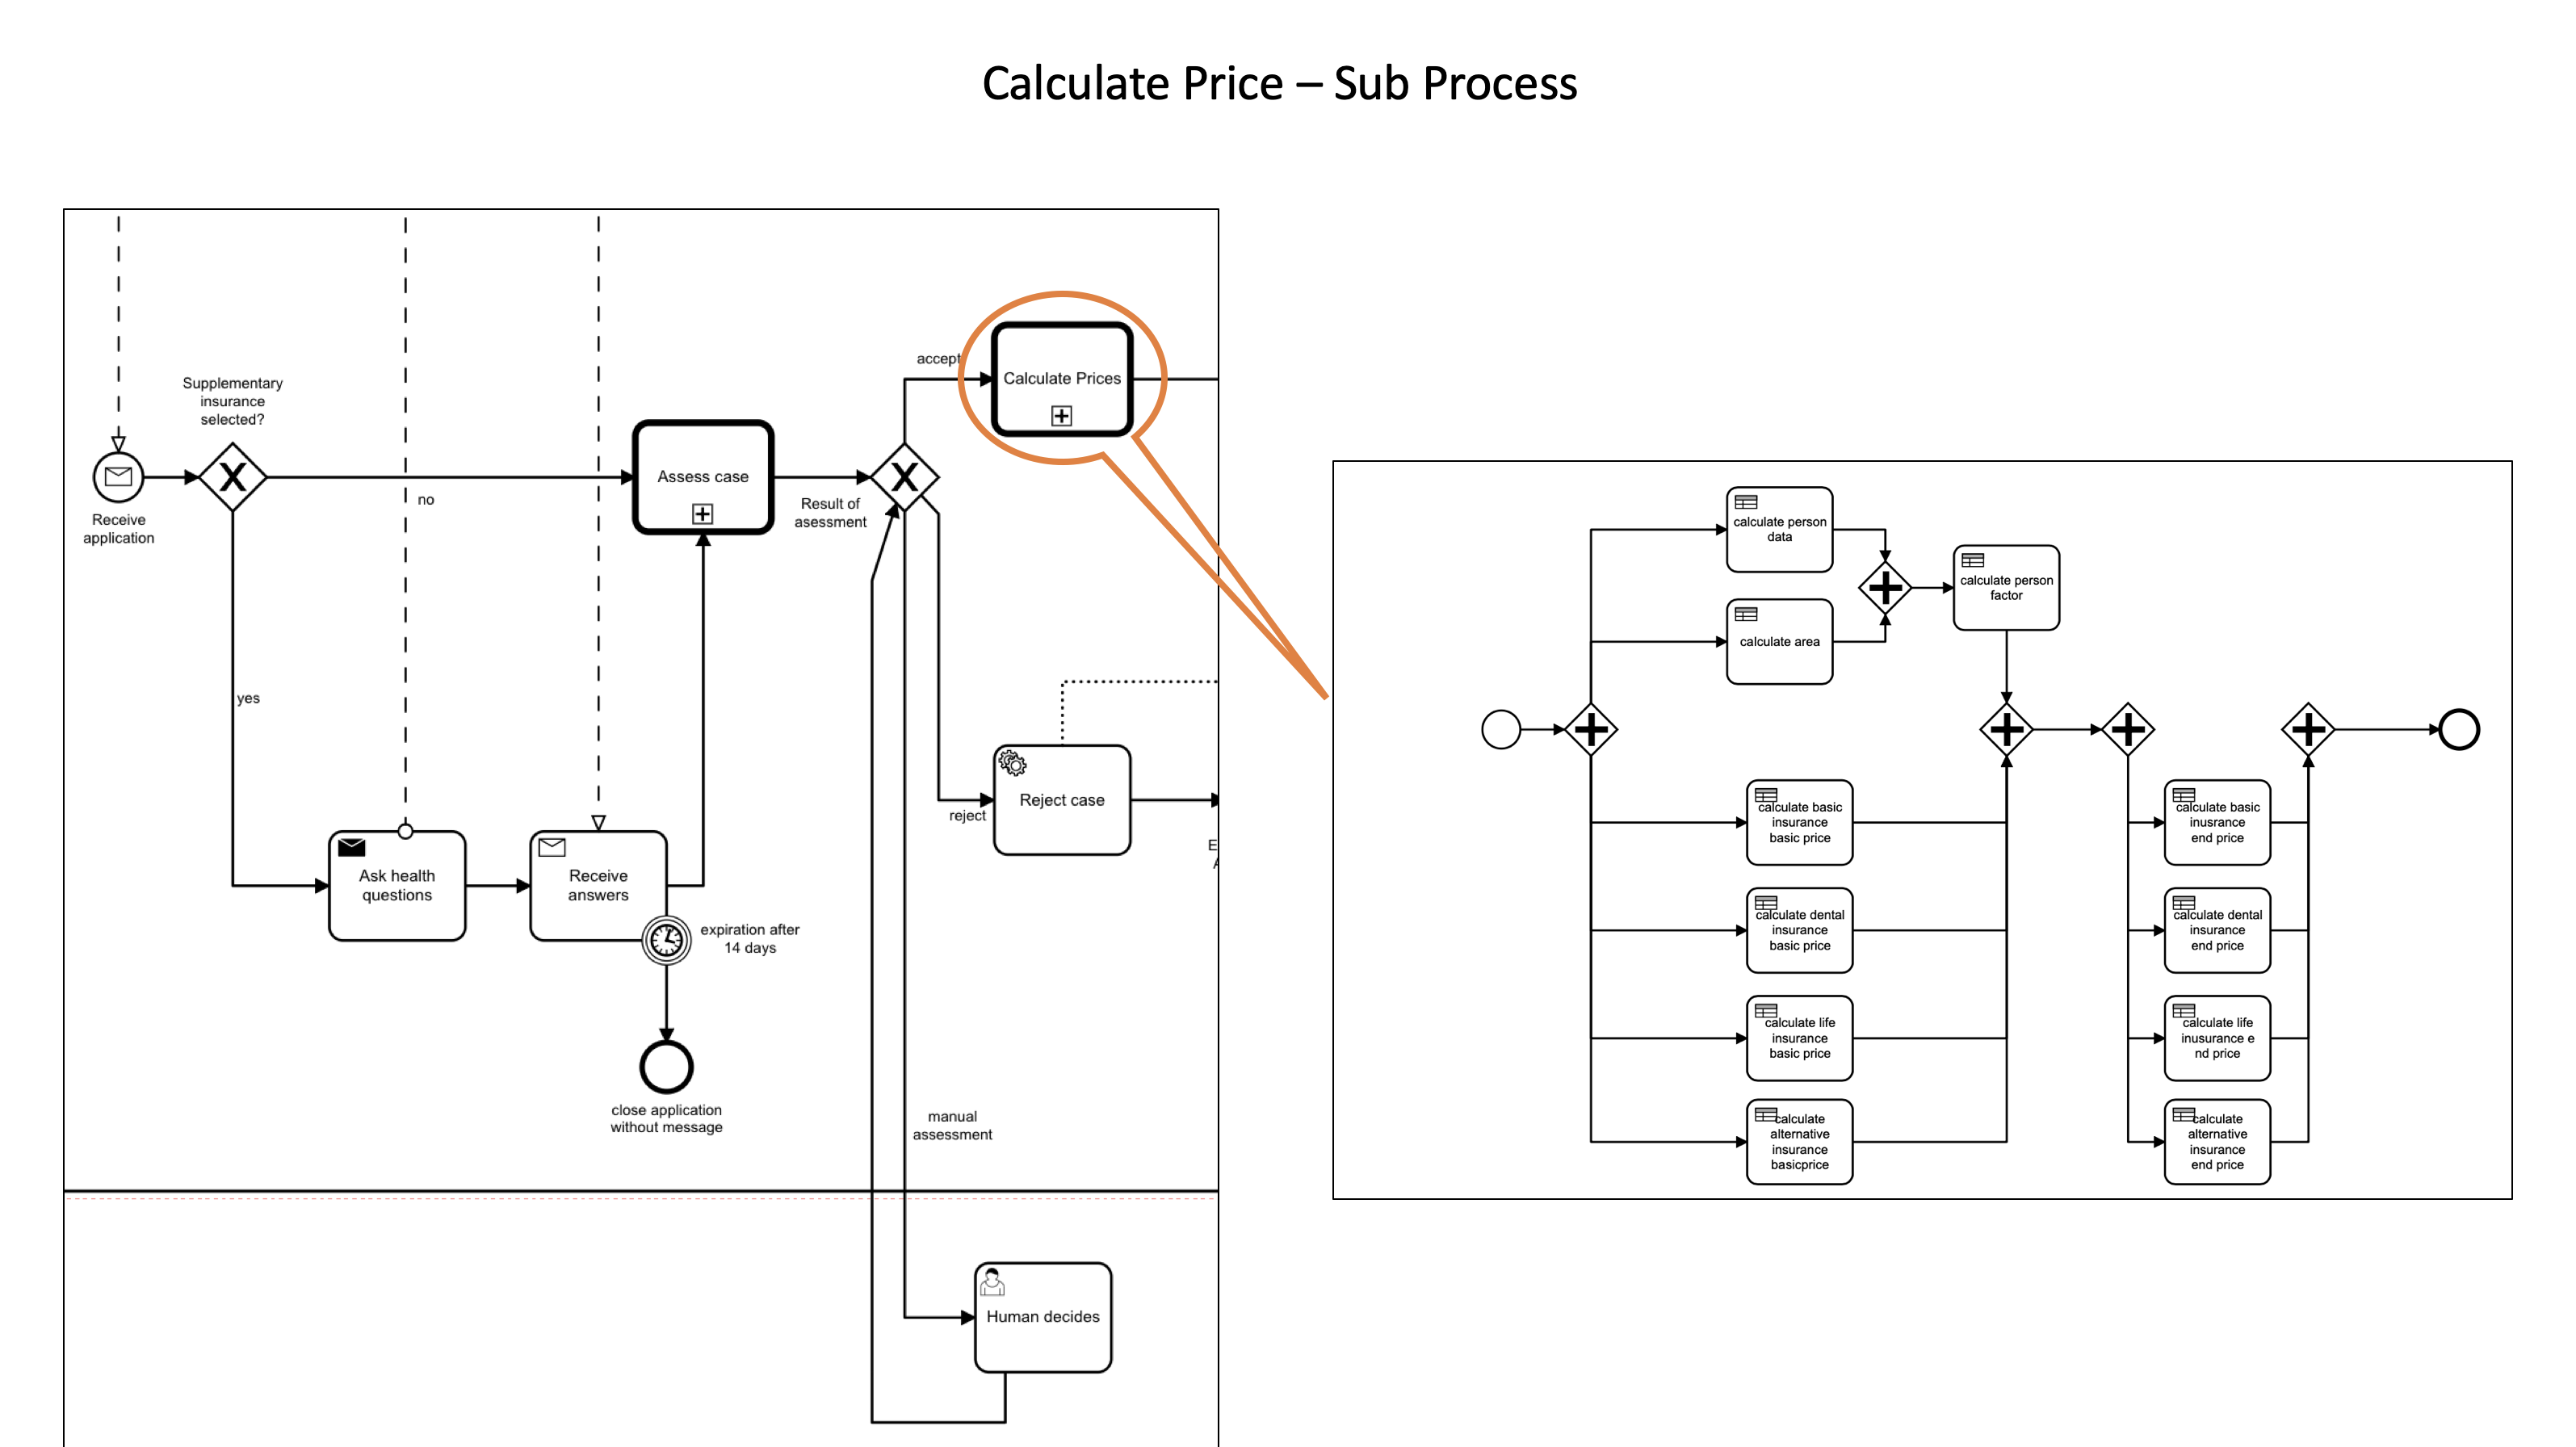 Calculate Price – Sub Process
Supplementary
insurance
selected?
Receive
application
no
yes
Ask health
questions
Receive
answers
expiration after
14 days
close application
without message
Assess case
Result of
asessment
accept
Calculate Prices
reject
Reject case
E
A
manual
assessment
Human decides
calculate person
data
calculate area
calculate person
factor
calculate basic
insurance
basic price
calculate dental
insurance
basic price
calculate life
insurance
basic price
calculate
alternative
insurance
basicprice
calculate basic
inusrance
end price
calculate dental
insurance
end price
calculate life
inusurance e
nd price
calculate
alternative
insurance
end price